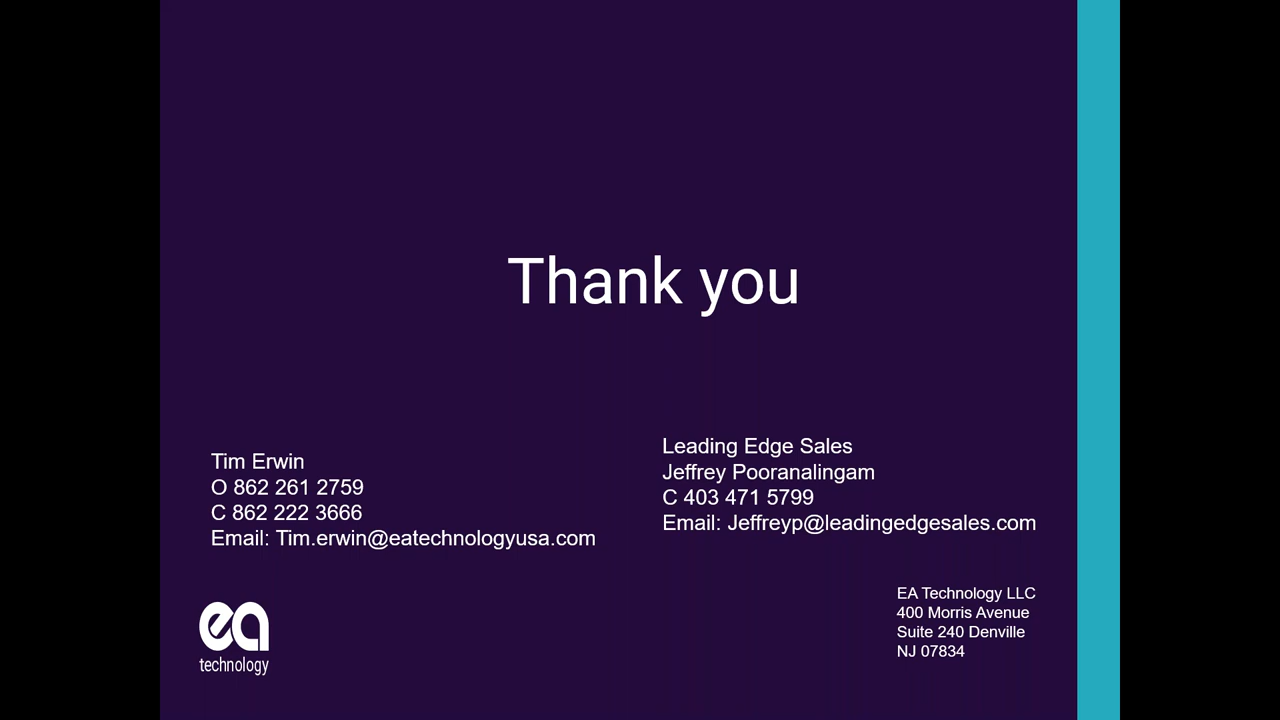 Thank you
Tim Erwin
O 862 261 2759
C 862 222 3666
Email: Tim.erwin@eatechnologyusa.com
Leading Edge Sales
Jeffrey Pooranalingam
C 403 471 5799
Email: Jeffreyp@leadingedgesales.com
ea
technology
EA Technology LLC
400 Morris Avenue
Suite 240 Denville
NJ 07834